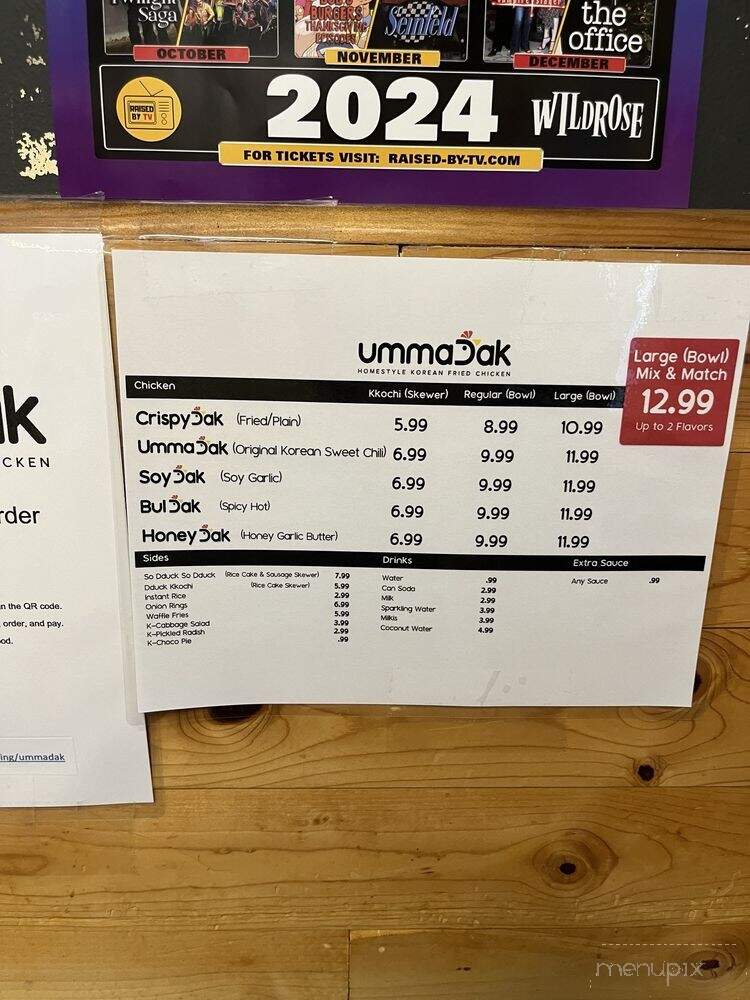 Twilight Saga
OCTOBER
BOB'S BURGERS THANKSGIVING EPISODES
Seinfeld
NOVEMBER
the office
DECEMBER
RAISED BY TV
2024
WILDROSE
FOR TICKETS VISIT: RAISED-BY-TV.COM
k
CKEN
rder
n the QR code.
order, and pay.
od.
ing/ummadak
ummaDak
HOMESTYLE KOREAN FRIED CHICKEN
Large (Bowl)
Mix & Match
12.99
Up to 2 Flavors
Chicken Kkochi (Skewer) Regular (Bowl) Large (Bowl)
CrispyDak (Fried/Plain) 5.99 8.99 10.99
UmmaDak (Original Korean Sweet Chili) 6.99 9.99 11.99
SoyDak (Soy Garlic) 6.99 9.99 11.99
BulDak (Spicy Hot) 6.99 9.99 11.99
HoneyDak (Honey Garlic Butter) 6.99 9.99 11.99
Sides
So Dduck So Dduck (Rice Cake & Sausage Skewer) 7.99
Dduck Kkochi (Rice Cake Skewer) 5.99
Instant Rice 2.99
Onion Rings 6.99
Waffle Fries 5.99
K-Cabbage Salad 3.99
K-Pickled Radish 2.99
K-Choco Pie .99
Drinks
Water .99
Can Soda 2.99
Milk 2.99
Sparkling Water 3.99
Milkis 3.99
Coconut Water 4.99
Extra Sauce
Any Sauce .99
menupix